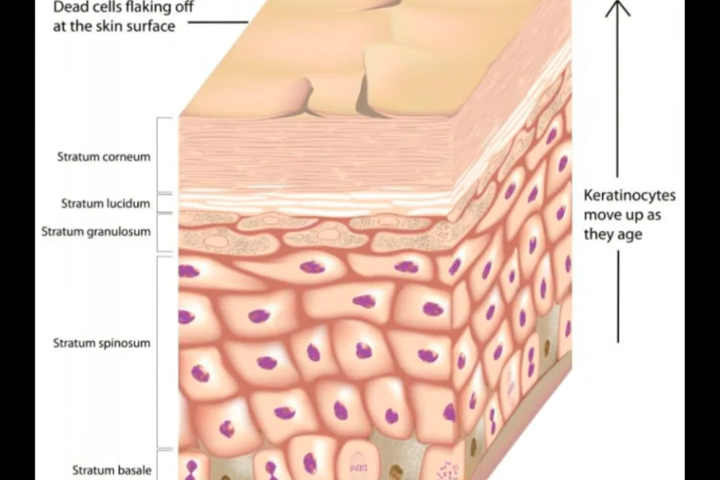 Dead cells flaking off
at the skin surface
Stratum corneum
Stratum lucidum
Stratum granulosum
Stratum spinosum
Stratum basale
Keratinocytes
move up as
they age